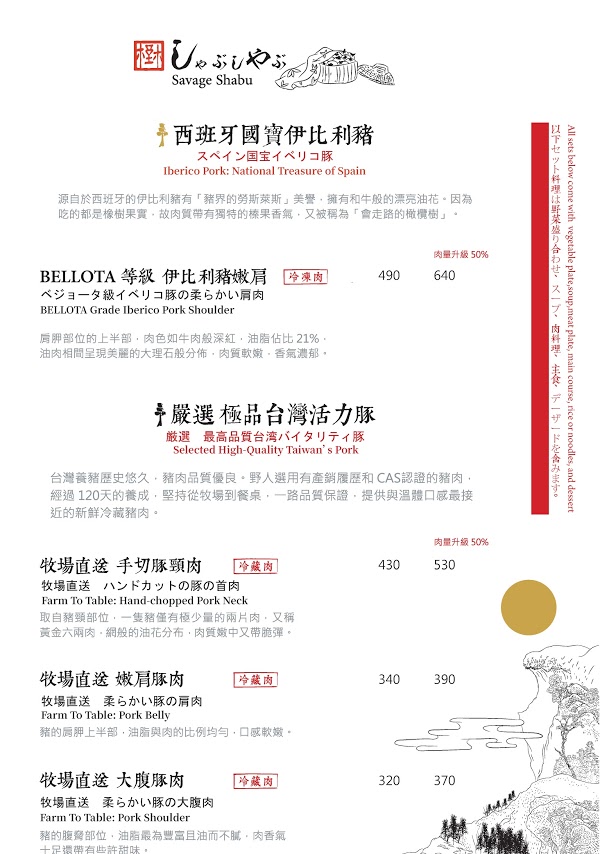 極 しゃぶしゃぶ
Savage Shabu
西班牙國寶伊比利豬
スペイン国宝イベリコ豚
Iberico Pork: National Treasure of Spain
源自於西班牙的伊比利豬有「豬界的勞斯萊斯」美譽，擁有和牛般的漂亮油花。因為
吃的都是橡樹果實，故肉質帶有獨特的榛果香氣，又被稱為「會走路的橄欖樹」。
肉量升級 50%
BELLOTA 等級 伊比利豬嫩肩 冷凍肉 490 640
ベジョータ級イベリコ豚の柔らかい肩肉
BELLOTA Grade Iberico Pork Shoulder
肩胛部位的上半部，肉色如牛肉般深紅，油脂佔比 21%，
油肉相間呈現美麗的大理石般分佈，肉質軟嫩，香氣濃郁。
嚴選 極品台灣活力豚
厳選 最高品質台湾バイタリティ豚
Selected High-Quality Taiwan's Pork
台灣養豬歷史悠久，豬肉品質優良。野人選用有產銷履歷和 CAS認證的豬肉，
經過 120天的養成，堅持從牧場到餐桌，一路品質保證，提供與溫體口感最接
近的新鮮冷藏豬肉。
肉量升級 50%
牧場直送 手切豚頸肉 冷藏肉 430 530
牧場直送 ハンドカットの豚の首肉
Farm To Table: Hand-chopped Pork Neck
取自豬頸部位，一隻豬僅有極少量的兩片肉，又稱
黃金六兩肉，網般的油花分布，肉質嫩中又帶脆彈。
牧場直送 嫩肩豚肉 冷藏肉 340 390
牧場直送 柔らかい豚の肩肉
Farm To Table: Pork Belly
豬的肩胛上半部，油脂與肉的比例均勻，口感軟嫩。
牧場直送 大腹豚肉 冷藏肉 320 370
牧場直送 柔らかい豚の大腹肉
Farm To Table: Pork Shoulder
豬的腹脅部位，油脂最為豐富且油而不膩，肉香氣
十足還帶有些許甜味。
All sets below come with vegetable plate,soup,meat plate, main course, rice or noodles, and dessert
以下セット料理は野菜盛り合わせ、スープ、肉料理、主食、デザードを含みます。